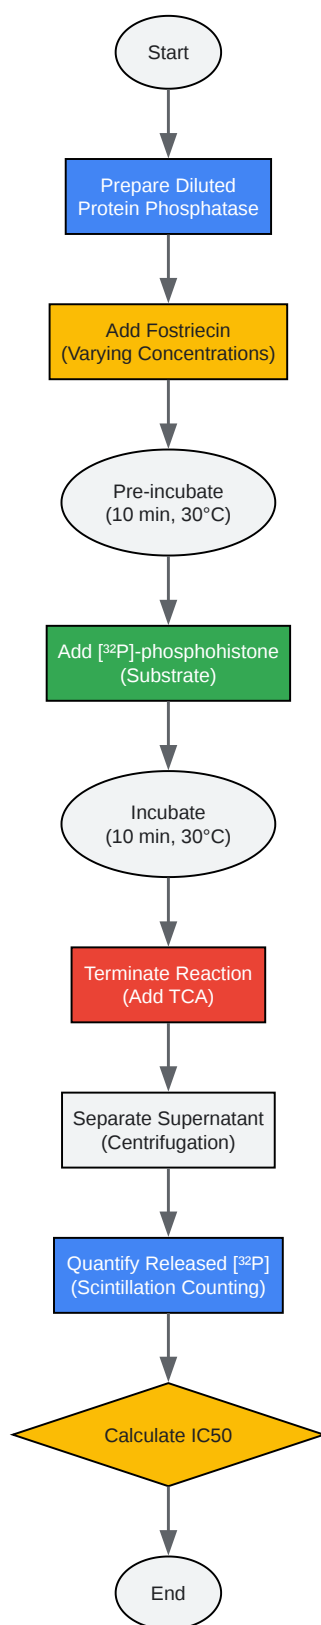 Start
Prepare Diluted
Protein Phosphatase
Add Fostriecin
(Varying Concentrations)
Pre-incubate
(10 min, 30°C)
Add [³²P]-phosphohistone
(Substrate)
Incubate
(10 min, 30°C)
Terminate Reaction
(Add TCA)
Separate Supernatant
(Centrifugation)
Quantify Released [³²P]
(Scintillation Counting)
Calculate IC50
End